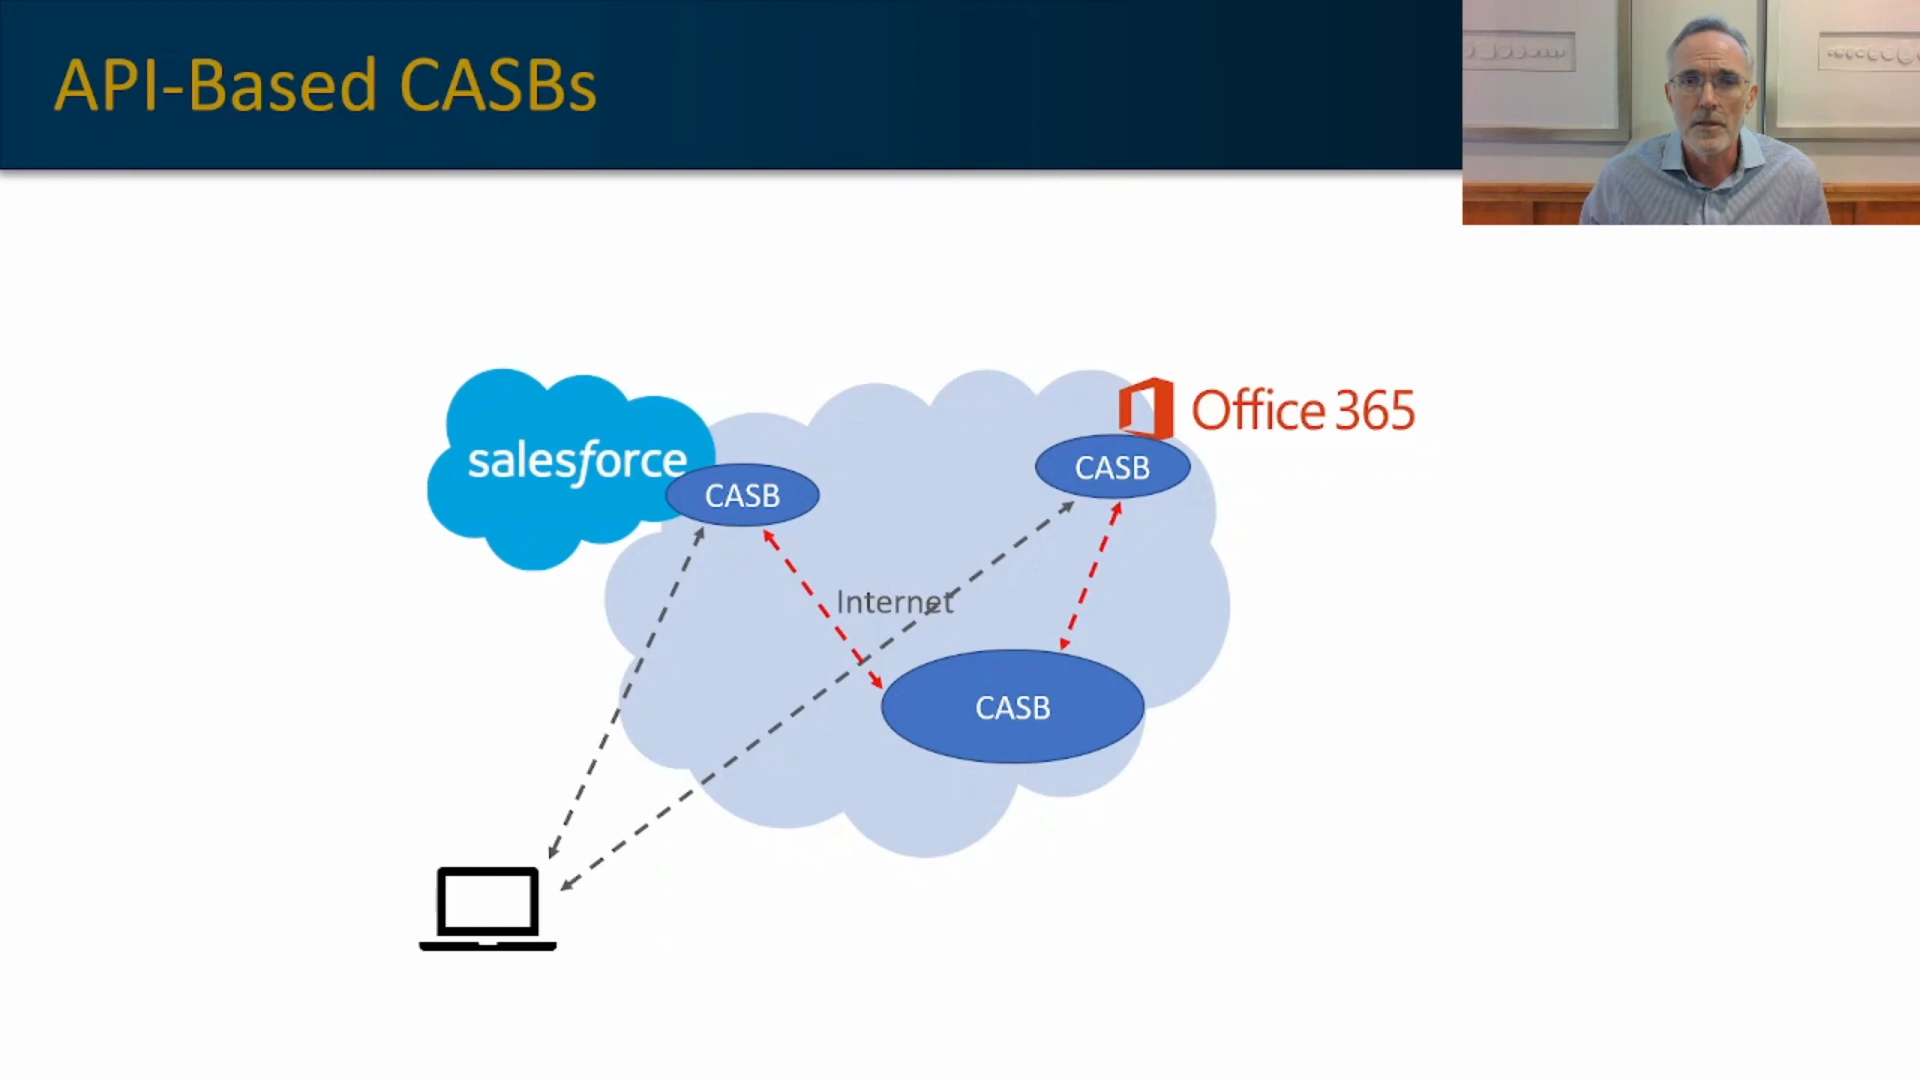 API-Based CASBs
salesforce
Office 365
CASB
CASB
Internet
CASB